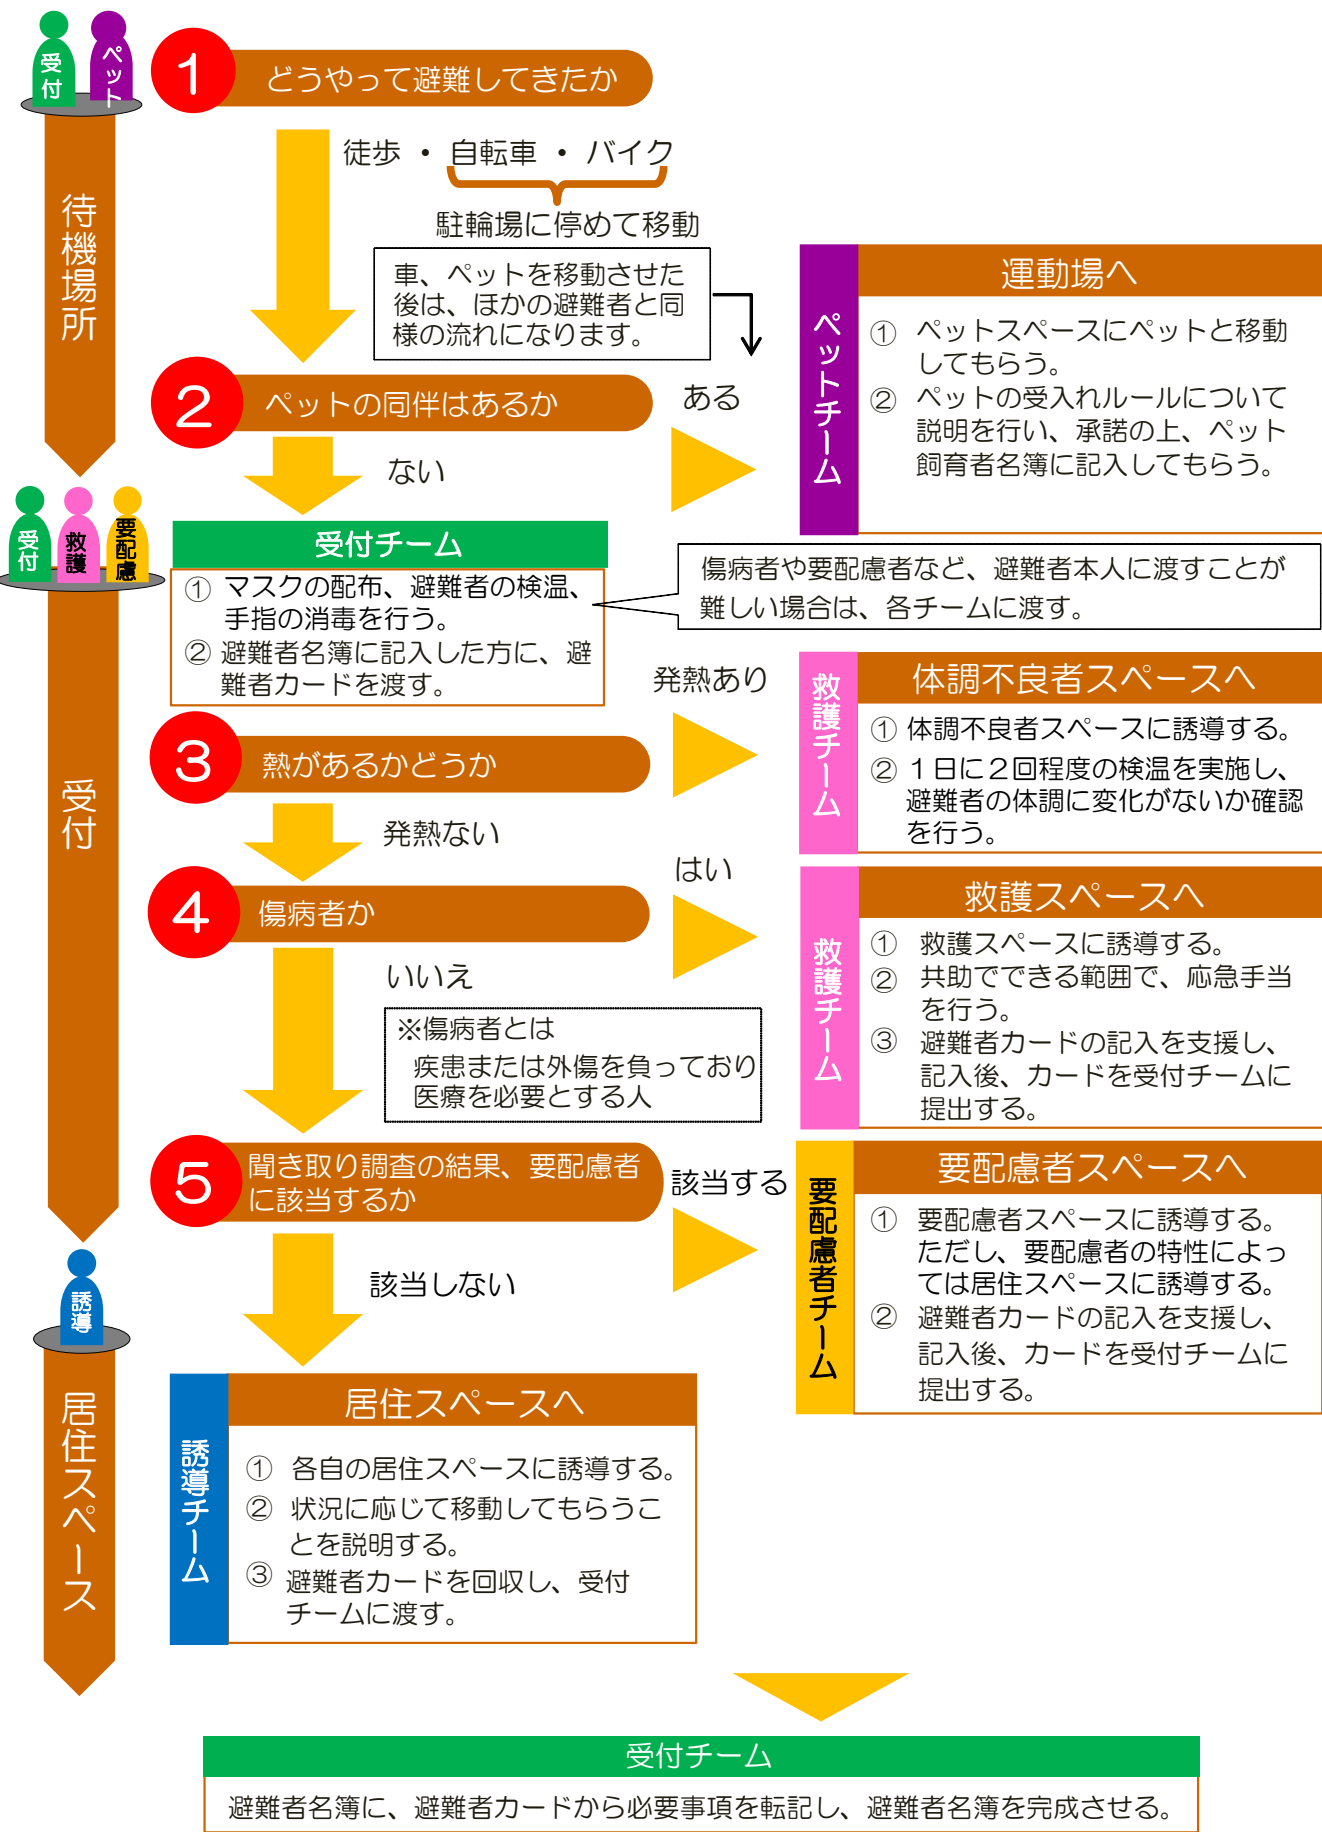 受付
ペット
1
どうやって避難してきたか
徒歩 ・ 自転車 ・ バイク
駐輪場に停めて移動
待機場所
車、ペットを移動させた
後は、ほかの避難者と同
様の流れになります。
2
ペットの同伴はあるか
ある
ない
ペットチーム
運動場へ
① ペットスペースにペットと移動
してもらう。
② ペットの受入れルールについて
説明を行い、承諾の上、ペット
飼育者名簿に記入してもらう。
受付
救護
要配慮
受付チーム
① マスクの配布、避難者の検温、
手指の消毒を行う。
② 避難者名簿に記入した方に、避
難者カードを渡す。
傷病者や要配慮者など、避難者本人に渡すことが
難しい場合は、各チームに渡す。
受付
3
熱があるかどうか
発熱あり
発熱ない
救護チーム
体調不良者スペースへ
① 体調不良者スペースに誘導する。
② 1日に2回程度の検温を実施し、
避難者の体調に変化がないか確認
を行う。
4
傷病者か
はい
いいえ
※傷病者とは
疾患または外傷を負っており
医療を必要とする人
救護チーム
救護スペースへ
① 救護スペースに誘導する。
② 共助でできる範囲で、応急手当
を行う。
③ 避難者カードの記入を支援し、
記入後、カードを受付チームに
提出する。
5
聞き取り調査の結果、要配慮者
に該当するか
該当する
該当しない
要配慮者チーム
要配慮者スペースへ
① 要配慮者スペースに誘導する。
ただし、要配慮者の特性によっ
ては居住スペースに誘導する。
② 避難者カードの記入を支援し、
記入後、カードを受付チームに
提出する。
誘導
居住スペース
誘導チーム
居住スペースへ
① 各自の居住スペースに誘導する。
② 状況に応じて移動してもらうこ
とを説明する。
③ 避難者カードを回収し、受付
チームに渡す。
受付チーム
避難者名簿に、避難者カードから必要事項を転記し、避難者名簿を完成させる。